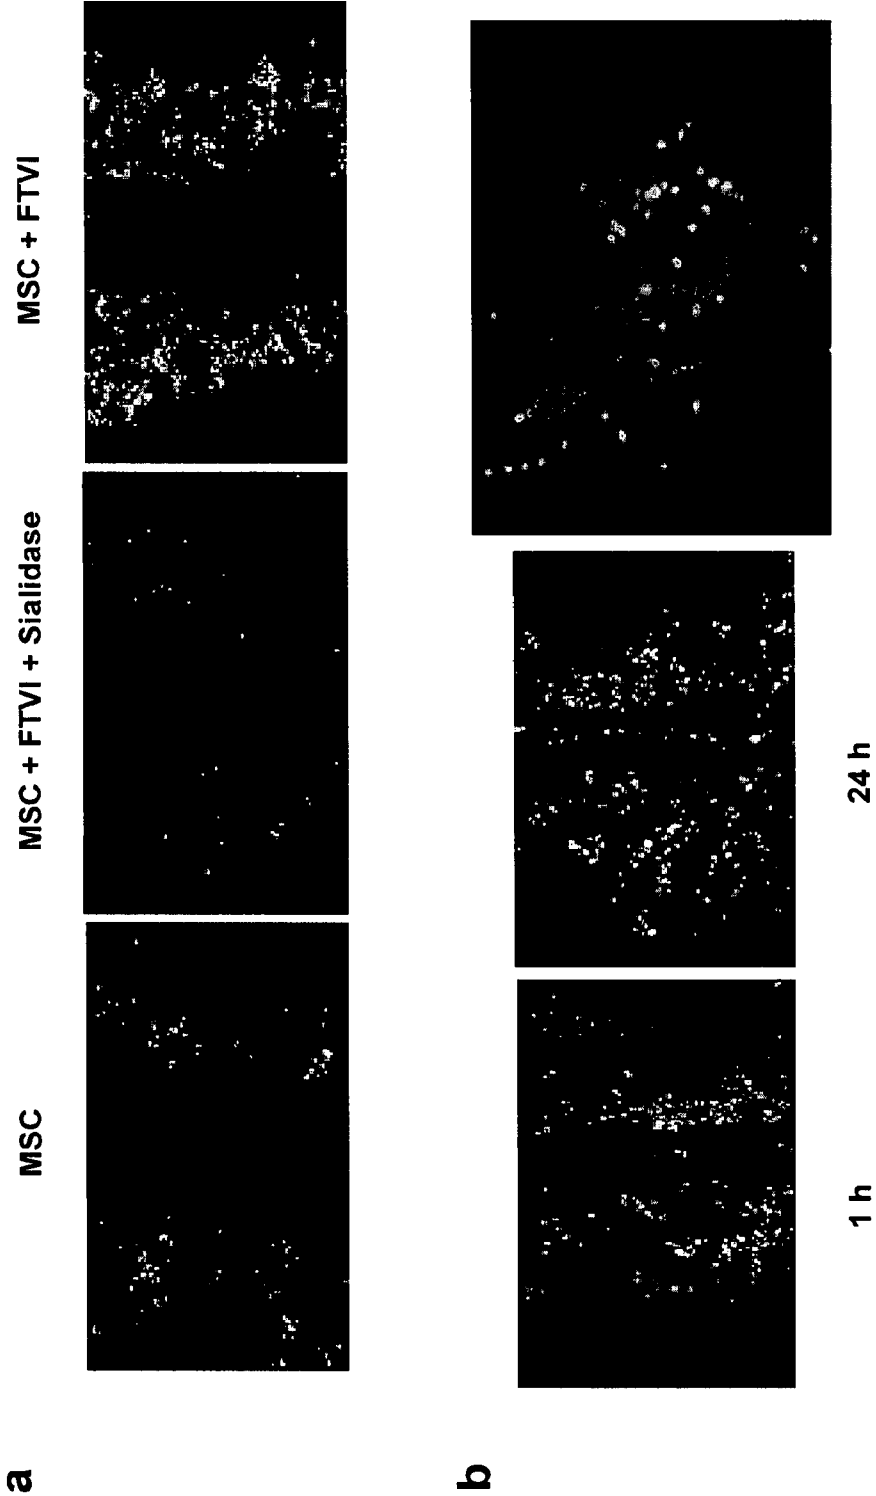 a
MSC
MSC + FTVI + Sialidase
MSC + FTVI
b
1 h
24 h